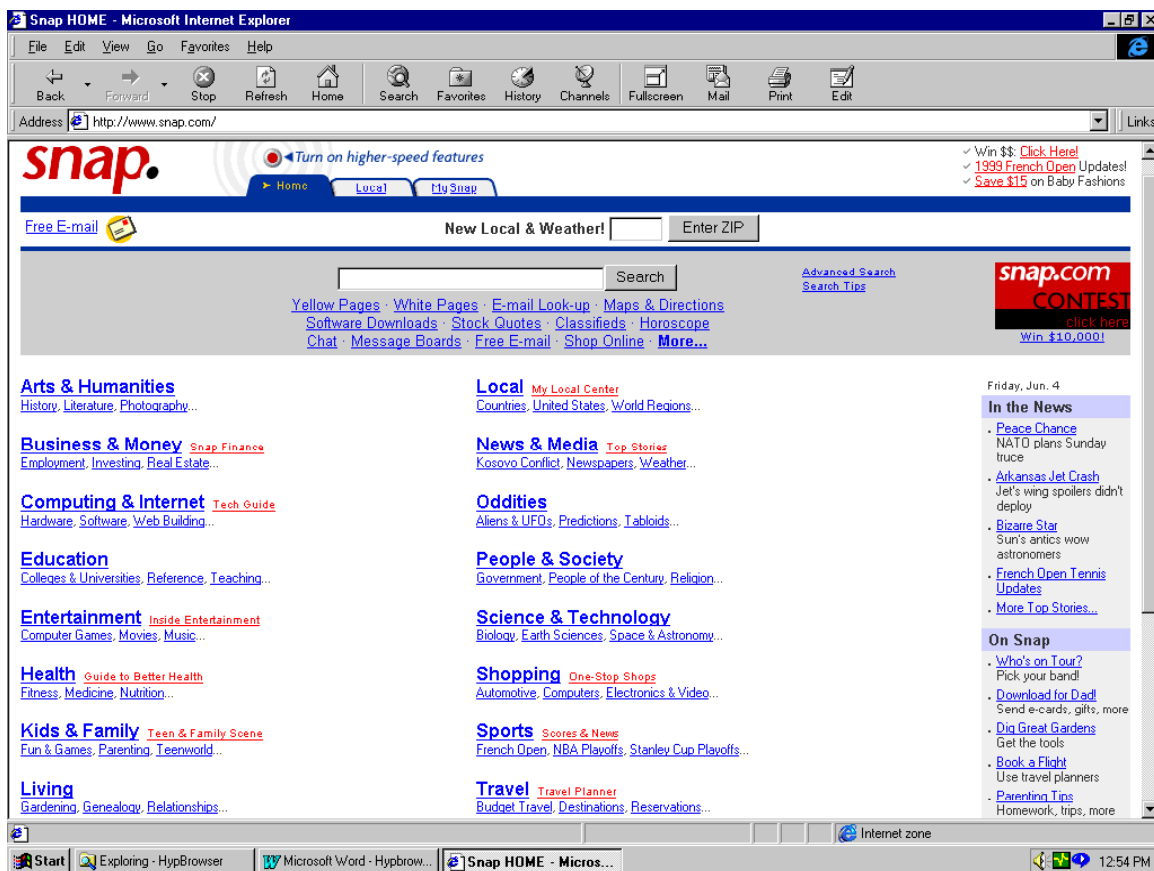 Snap HOME - Microsoft Internet Explorer
File Edit View Go Favorites Help
Back Forward Stop Refresh Home Search Favorites History Channels Fullscreen Mail Print Edit
Address http://www.snap.com/ Links
snap.
Turn on higher-speed features
Home Local My Snap
✓ Win $$: Click Here!
✓ 1999 French Open Updates!
✓ Save $15 on Baby Fashions
Free E-mail New Local & Weather! Enter ZIP
Search
Advanced Search
Search Tips
Yellow Pages · White Pages · E-mail Look-up · Maps & Directions
Software Downloads · Stock Quotes · Classifieds · Horoscope
Chat · Message Boards · Free E-mail · Shop Online · More...
snap.com
CONTEST
click here
Win $10,000!
Arts & Humanities
History, Literature, Photography...
Business & Money Snap Finance
Employment, Investing, Real Estate...
Computing & Internet Tech Guide
Hardware, Software, Web Building...
Education
Colleges & Universities, Reference, Teaching...
Entertainment Inside Entertainment
Computer Games, Movies, Music...
Health Guide to Better Health
Fitness, Medicine, Nutrition...
Kids & Family Teen & Family Scene
Fun & Games, Parenting, Teenworld...
Living
Gardening, Genealogy, Relationships...
Local My Local Center
Countries, United States, World Regions...
News & Media Top Stories
Kosovo Conflict, Newspapers, Weather...
Oddities
Aliens & UFOs, Predictions, Tabloids...
People & Society
Government, People of the Century, Religion...
Science & Technology
Biology, Earth Sciences, Space & Astronomy...
Shopping One-Stop Shops
Automotive, Computers, Electronics & Video...
Sports Scores & News
French Open, NBA Playoffs, Stanley Cup Playoffs...
Travel Travel Planner
Budget Travel, Destinations, Reservations...
Friday, Jun. 4
In the News
. Peace Chance
NATO plans Sunday
truce
. Arkansas Jet Crash
Jet's wing spoilers didn't
deploy
. Bizarre Star
Sun's antics wow
astronomers
. French Open Tennis
Updates
. More Top Stories...
On Snap
. Who's on Tour?
Pick your band!
. Download for Dad!
Send e-cards, gifts, more
. Dig Great Gardens
Get the tools
. Book a Flight
Use travel planners
. Parenting Tips
Homework, trips, more
Internet zone
Start Exploring - HypBrowser Microsoft Word - Hypbrow... Snap HOME - Micros... 12:54 PM